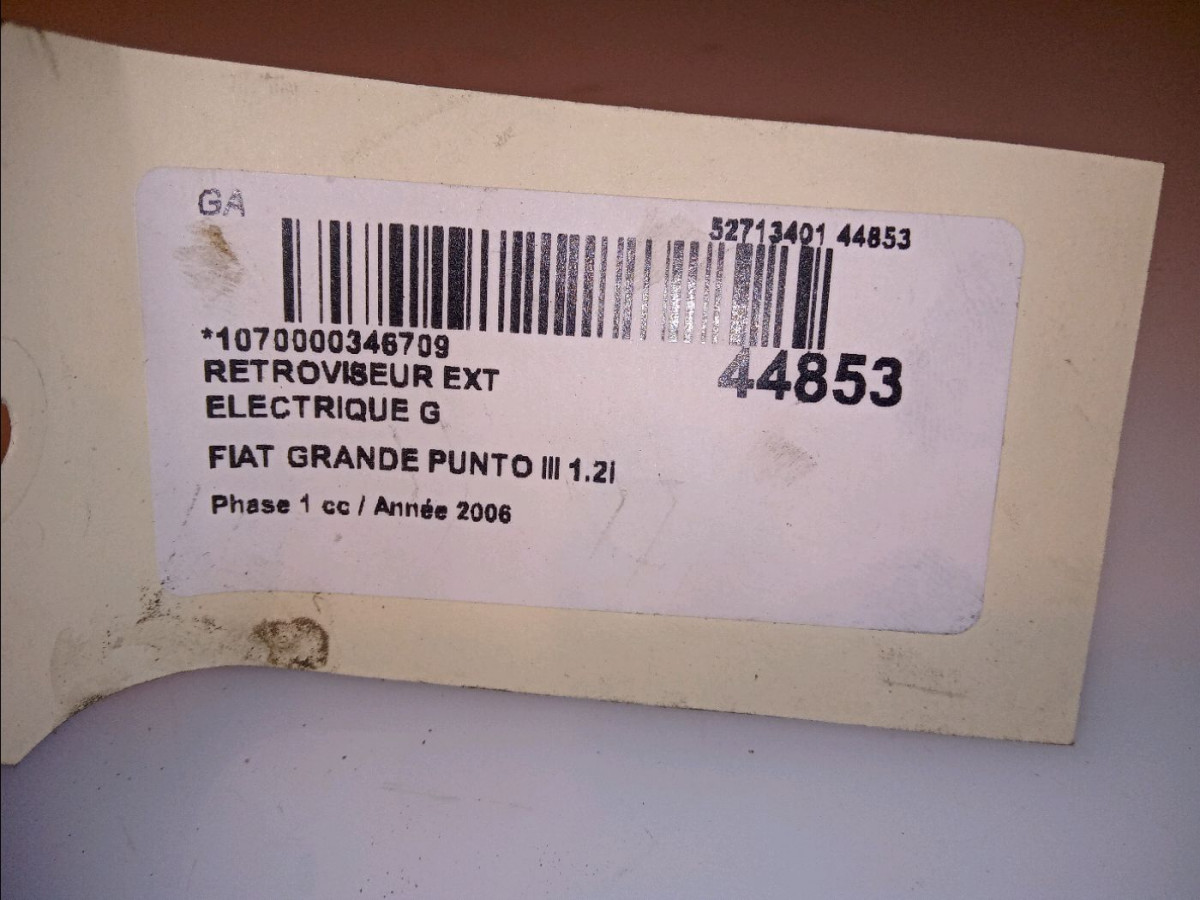 GA
52713401 44853
*1070000346709
44853
RETROVISEUR EXT
ELECTRIQUE G
FIAT GRANDE PUNTO III 1.2i
Phase 1 cc / Année 2006